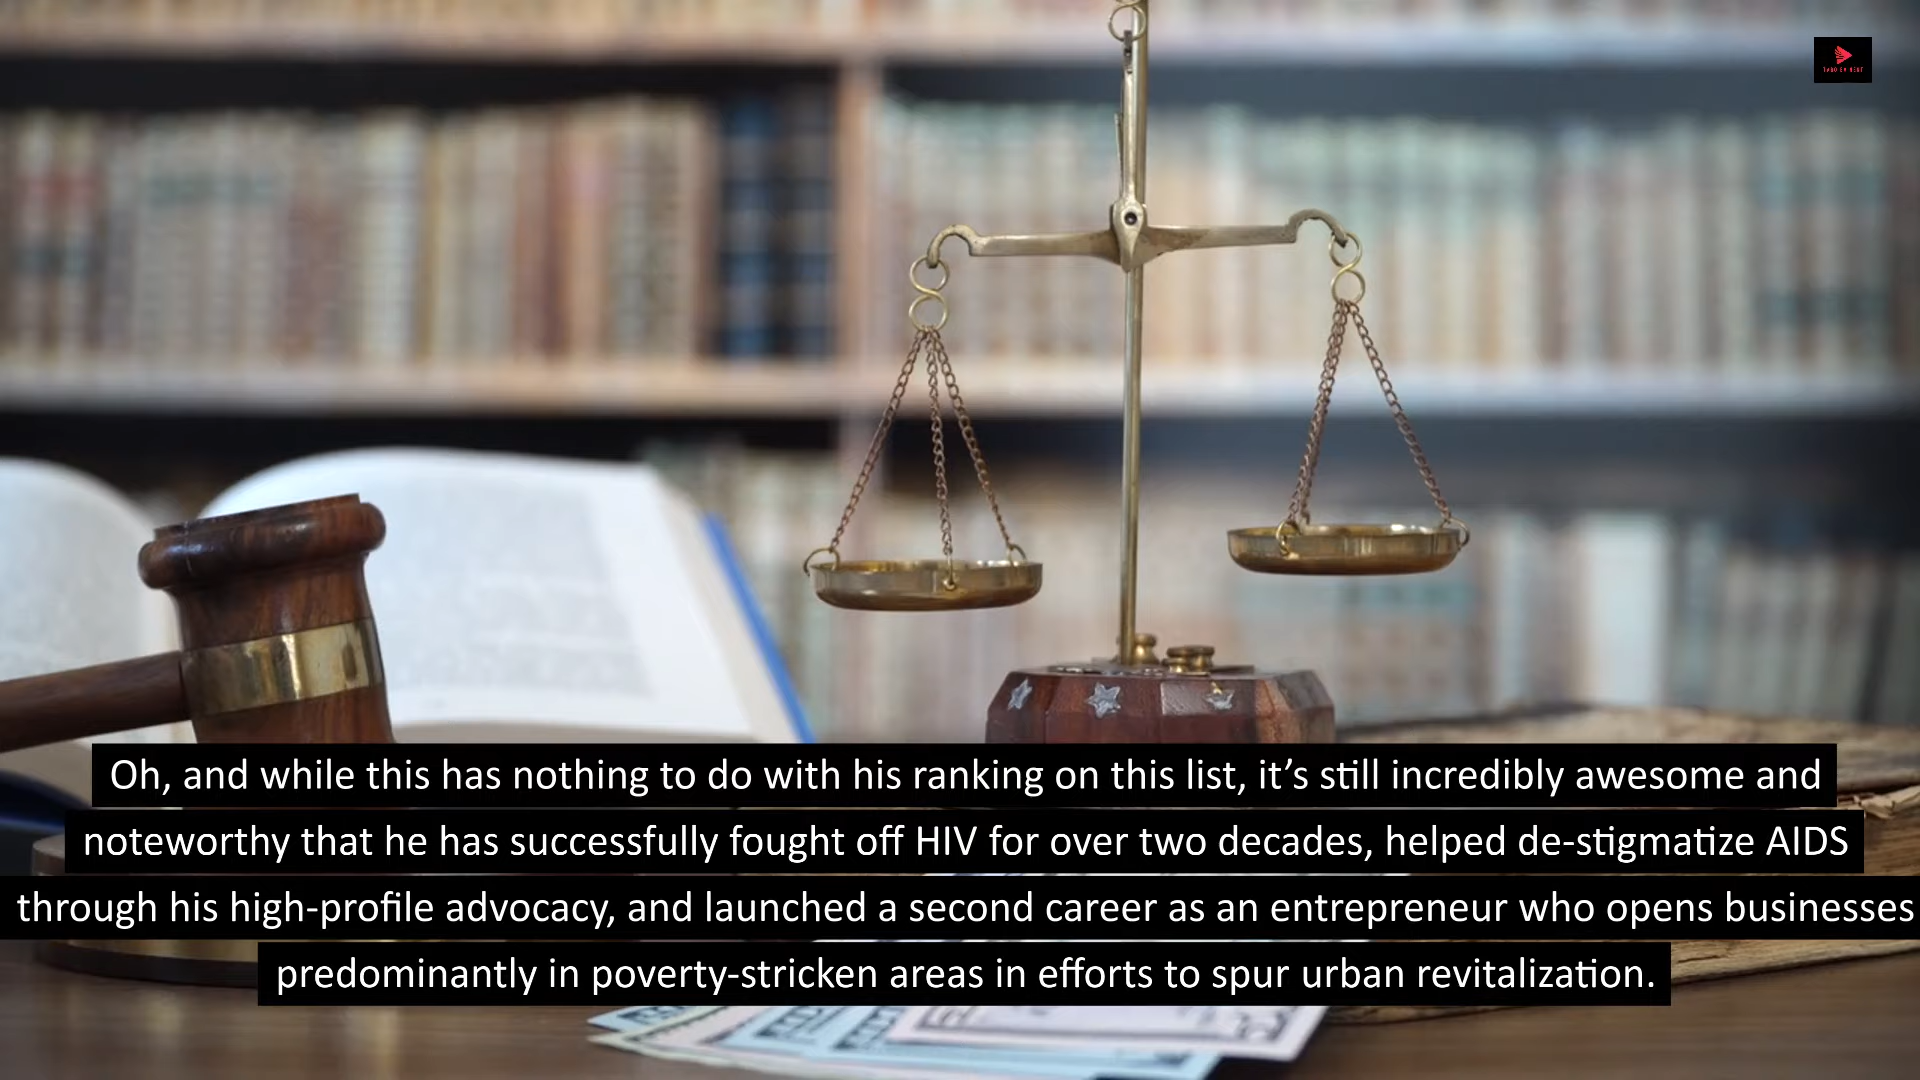 Oh, and while this has nothing to do with his ranking on this list, it’s still incredibly awesome and
noteworthy that he has successfully fought off HIV for over two decades, helped de-stigmatize AIDS
through his high-profile advocacy, and launched a second career as an entrepreneur who opens businesses
predominantly in poverty-stricken areas in efforts to spur urban revitalization.